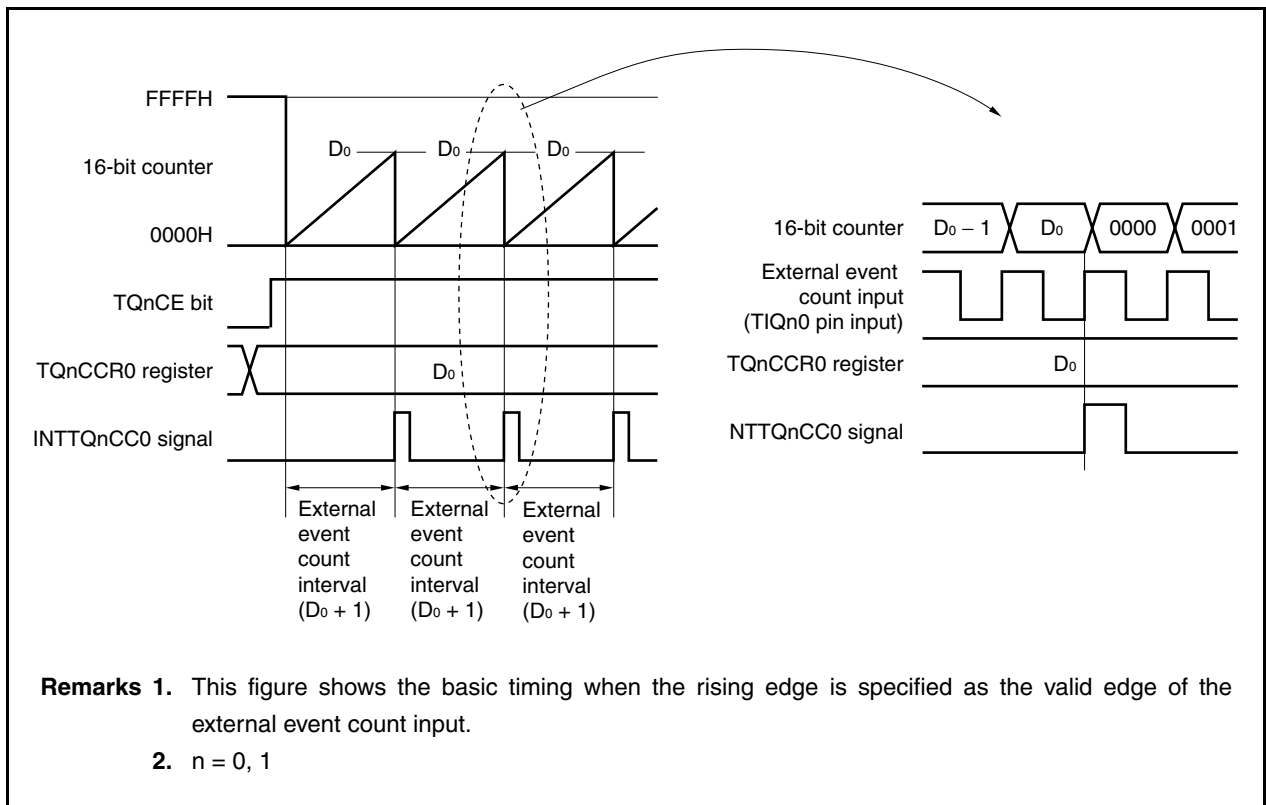 FFFFH
16-bit counter
0000H
D0 D0 D0
TQnCE bit
TQnCCR0 register
D0
INTTQnCC0 signal
External
event
count
interval
(D0 + 1)
External
event
count
interval
(D0 + 1)
External
event
count
interval
(D0 + 1)
16-bit counter
D0 – 1 D0 0000 0001
External event
count input
(TIQn0 pin input)
TQnCCR0 register
D0
NTTQnCC0 signal
Remarks 1. This figure shows the basic timing when the rising edge is specified as the valid edge of the
external event count input.
2. n = 0, 1